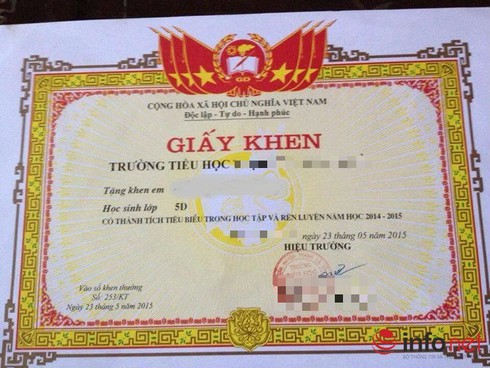 GD
CỘNG HÒA XÃ HỘI CHỦ NGHĨA VIỆT NAM
Độc lập - Tự do - Hạnh phúc
GIẤY KHEN
TRƯỜNG TIỂU HỌC
Tặng khen em
Học sinh lớp 5D
CÓ THÀNH TÍCH TIÊU BIỂU TRONG HỌC TẬP VÀ RÈN LUYỆN NĂM HỌC 2014 - 2015
ngày 23 tháng 05 năm 2015
HIỆU TRƯỞNG
Vào sổ khen thưởng
Số: 253/KT
Ngày 23 tháng 5 năm 2015
infonet